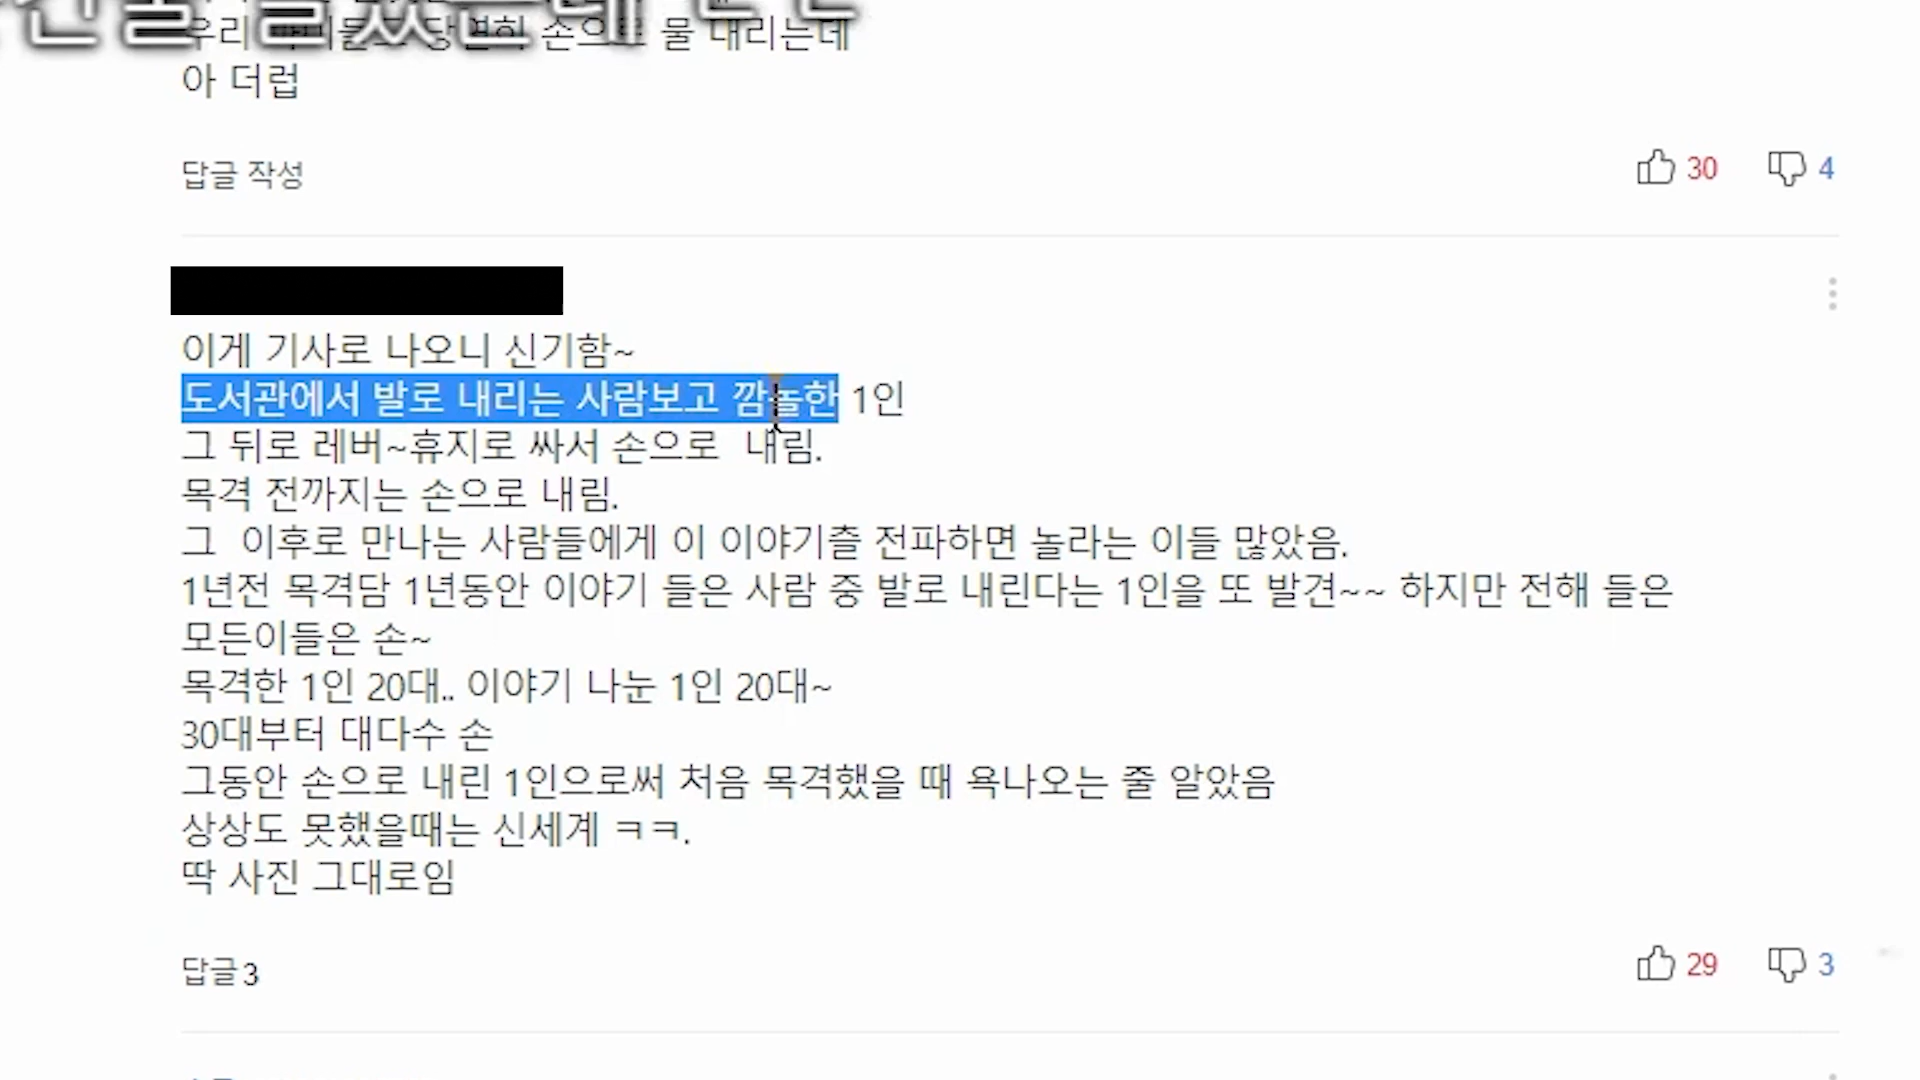 우리 손으로 물 내리는데
아 더럽
답글 작성
30
4
이게 기사로 나오니 신기함~
도서관에서 발로 내리는 사람보고 깜놀한 1인
그 뒤로 레버~휴지로 싸서 손으로  내림.
목격 전까지는 손으로 내림.
그  이후로 만나는 사람들에게 이 이야기츨 전파하면 놀라는 이들 많았음.
1년전 목격담 1년동안 이야기 들은 사람 중 발로 내린다는 1인을 또 발견~~ 하지만 전해 들은
모든이들은 손~
목격한 1인 20대.. 이야기 나눈 1인 20대~
30대부터 대다수 손
그동안 손으로 내린 1인으로써 처음 목격했을 때 욕나오는 줄 알았음
상상도 못했을때는 신세계 ㅋㅋ.
딱 사진 그대로임
답글3
29
3